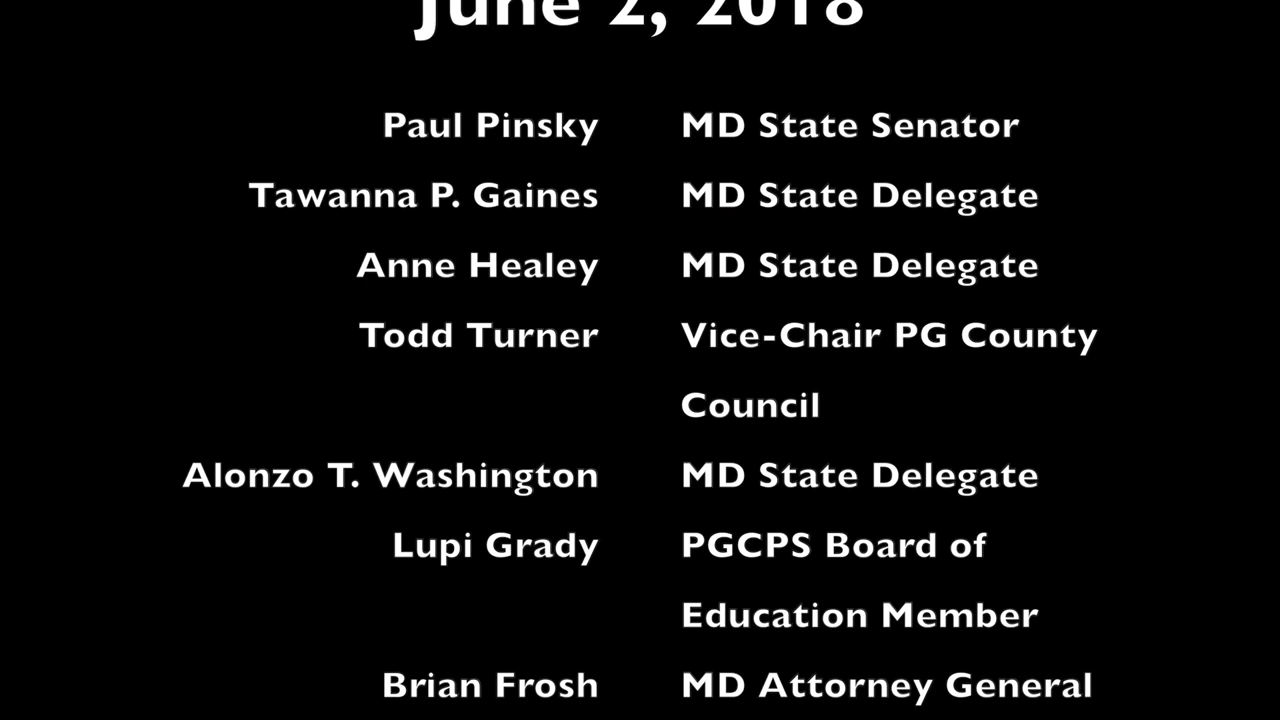 June 2, 2018
Paul Pinsky MD State Senator
Tawanna P. Gaines MD State Delegate
Anne Healey MD State Delegate
Todd Turner Vice-Chair PG County
Council
Alonzo T. Washington MD State Delegate
Lupi Grady PGCPS Board of
Education Member
Brian Frosh MD Attorney General